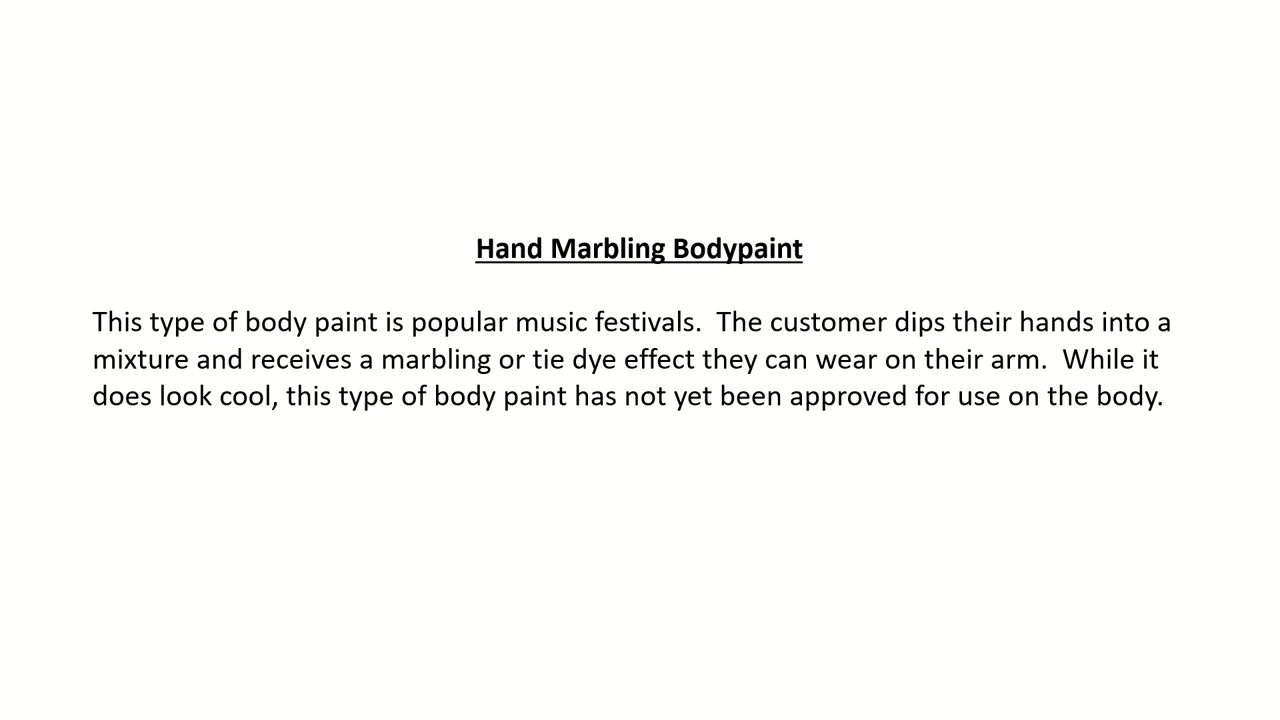 Hand Marbling Bodypaint
This type of body paint is popular music festivals.  The customer dips their hands into a
mixture and receives a marbling or tie dye effect they can wear on their arm.  While it
does look cool, this type of body paint has not yet been approved for use on the body.